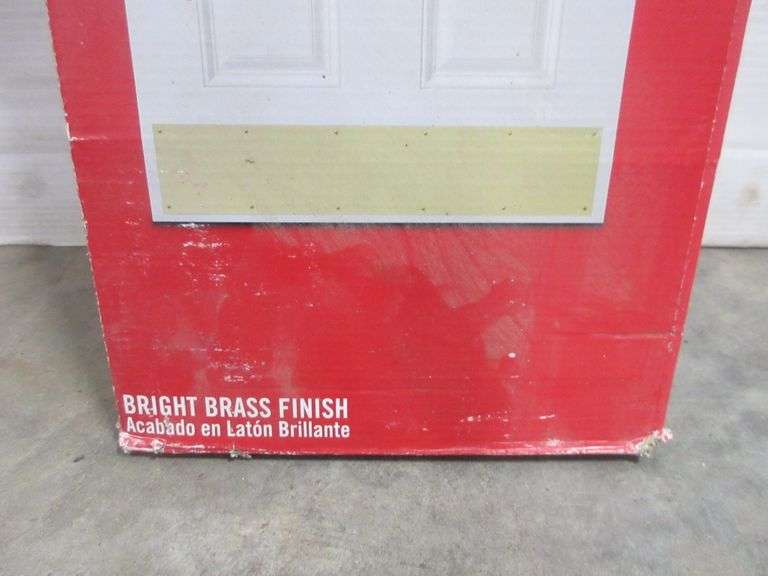 BRIGHT BRASS FINISH
Acabado en Latón Brillante